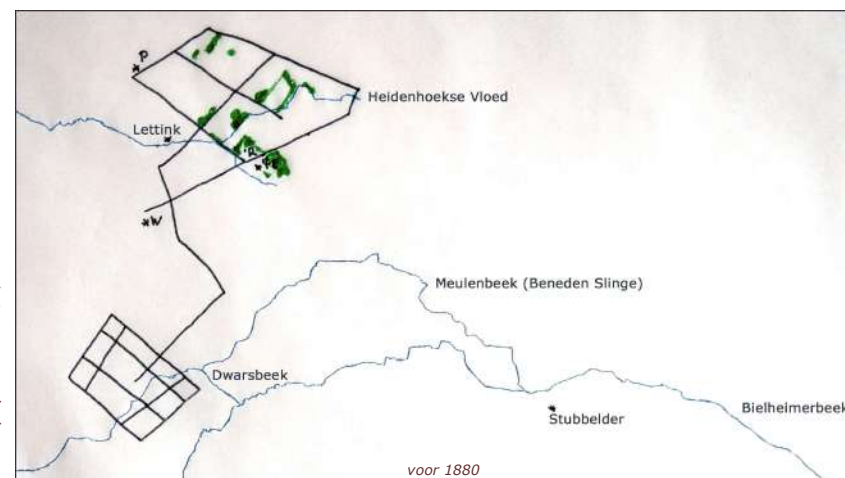 P
Heidenhoekse Vloed
Lettink
R
W
Meulenbeek (Beneden Slinge)
Dwarsbeek
Bielheimerbeek
Stubbelder
voor 1880